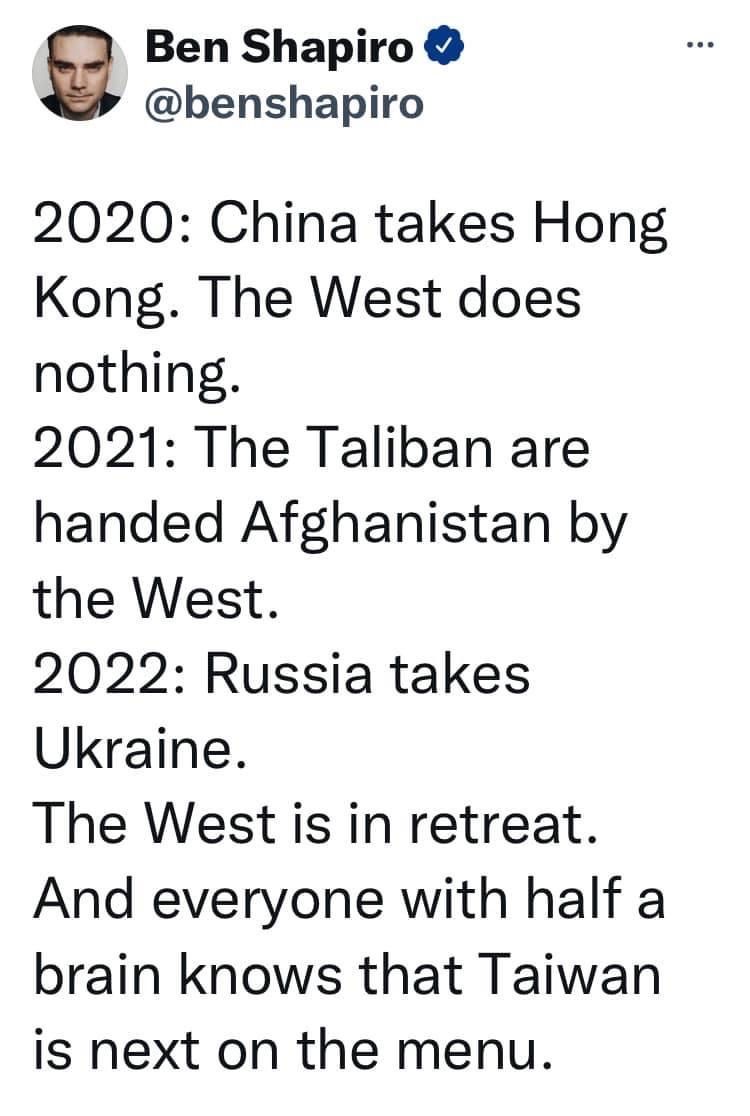 Ben Shapiro
@benshapiro
2020: China takes Hong
Kong. The West does
nothing.
2021: The Taliban are
handed Afghanistan by
the West.
2022: Russia takes
Ukraine.
The West is in retreat.
And everyone with half a
brain knows that Taiwan
is next on the menu.